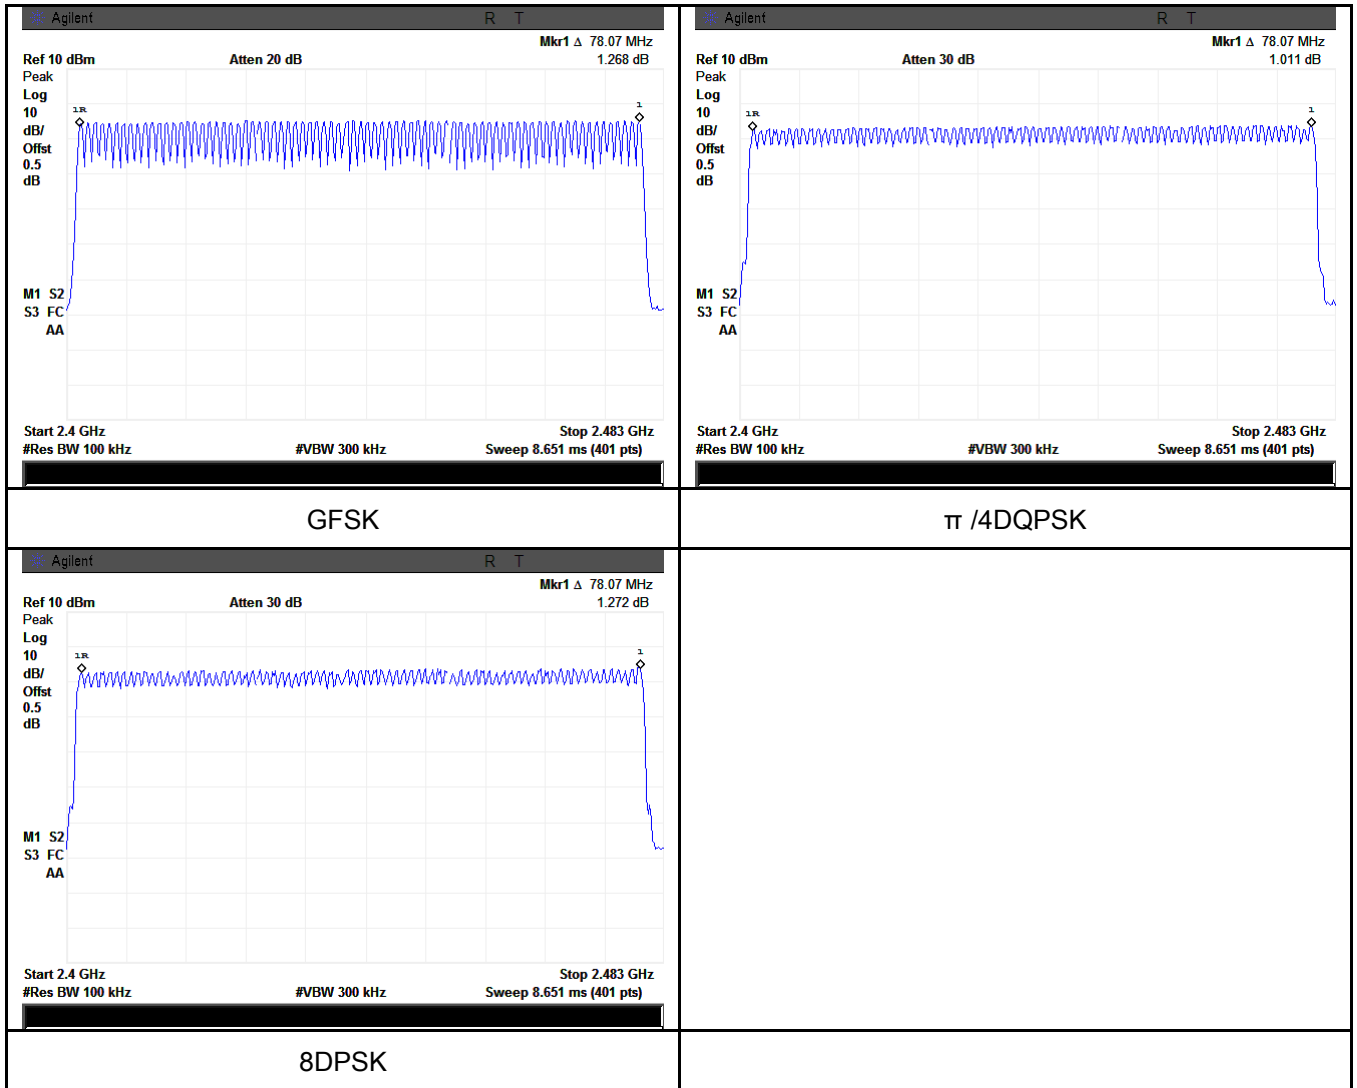 Agilent R T
Mkr1 Δ 78.07 MHz
Ref 10 dBm Atten 20 dB 1.268 dB
Peak
Log
10
dB/
Offst
0.5
dB
1R
1
M1 S2
S3 FC
AA
Start 2.4 GHz Stop 2.483 GHz
#Res BW 100 kHz #VBW 300 kHz Sweep 8.651 ms (401 pts)
GFSK
Agilent R T
Mkr1 Δ 78.07 MHz
Ref 10 dBm Atten 30 dB 1.011 dB
Peak
Log
10
dB/
Offst
0.5
dB
1R
1
M1 S2
S3 FC
AA
Start 2.4 GHz Stop 2.483 GHz
#Res BW 100 kHz #VBW 300 kHz Sweep 8.651 ms (401 pts)
π /4DQPSK
Agilent R T
Mkr1 Δ 78.07 MHz
Ref 10 dBm Atten 30 dB 1.272 dB
Peak
Log
10
dB/
Offst
0.5
dB
1R
1
M1 S2
S3 FC
AA
Start 2.4 GHz Stop 2.483 GHz
#Res BW 100 kHz #VBW 300 kHz Sweep 8.651 ms (401 pts)
8DPSK